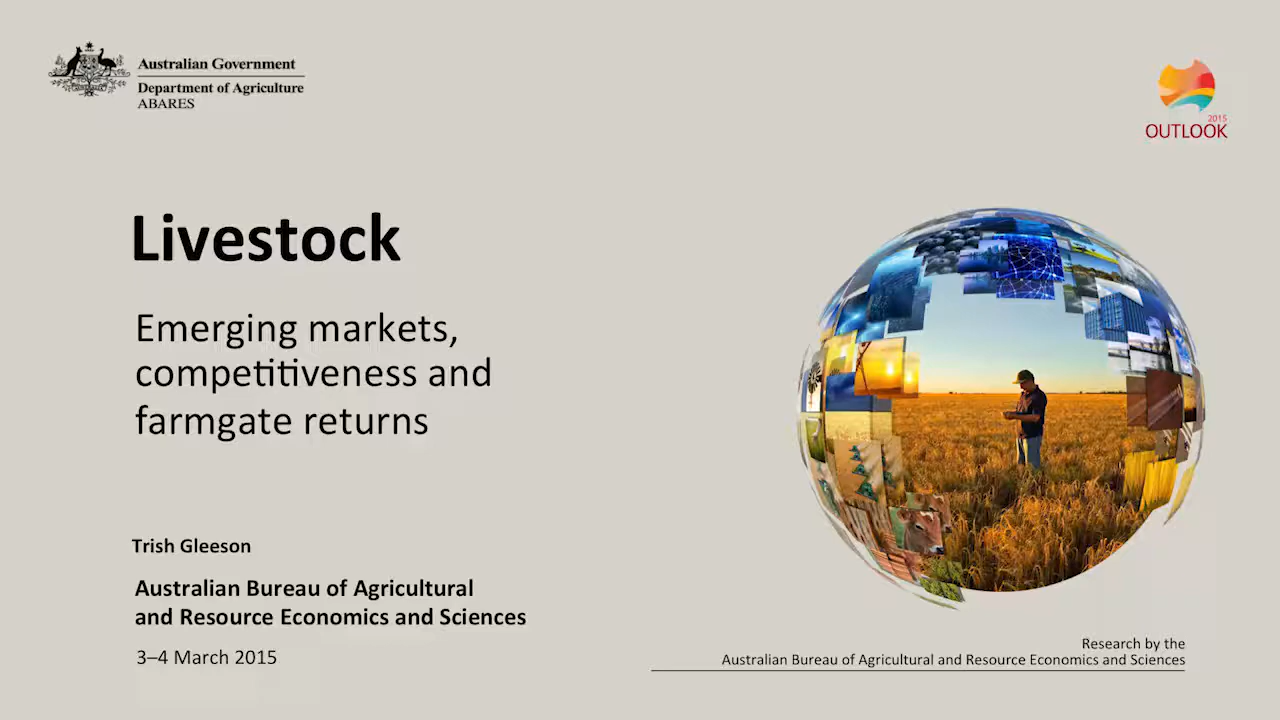 Australian Government
Department of Agriculture
ABARES
2015
OUTLOOK
Livestock
Emerging markets,
competitiveness and
farmgate returns
Trish Gleeson
Australian Bureau of Agricultural
and Resource Economics and Sciences
3–4 March 2015
Research by the
Australian Bureau of Agricultural and Resource Economics and Sciences